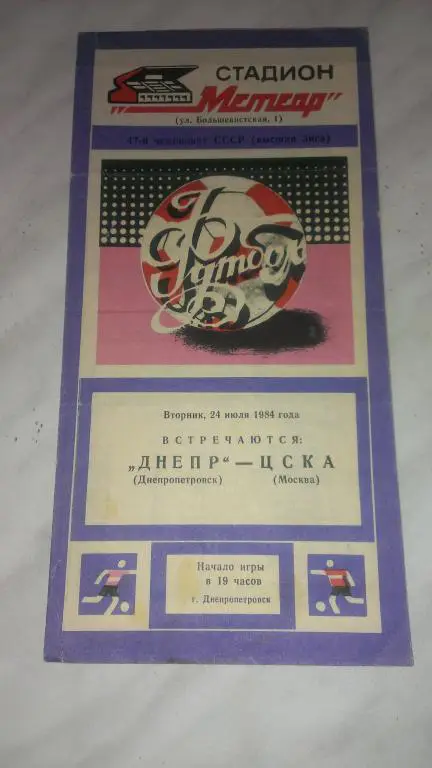 СТАДИОН
„Метеор"
(ул. Большевистская, 1)
47-й чемпионат СССР (высшая лига)
Футбол
Вторник, 24 июля 1984 года
ВСТРЕЧАЮТСЯ:
„ДНЕПР“ — ЦСКА
(Днепропетровск) (Москва)
Начало игры
в 19 часов
г. Днепропетровск